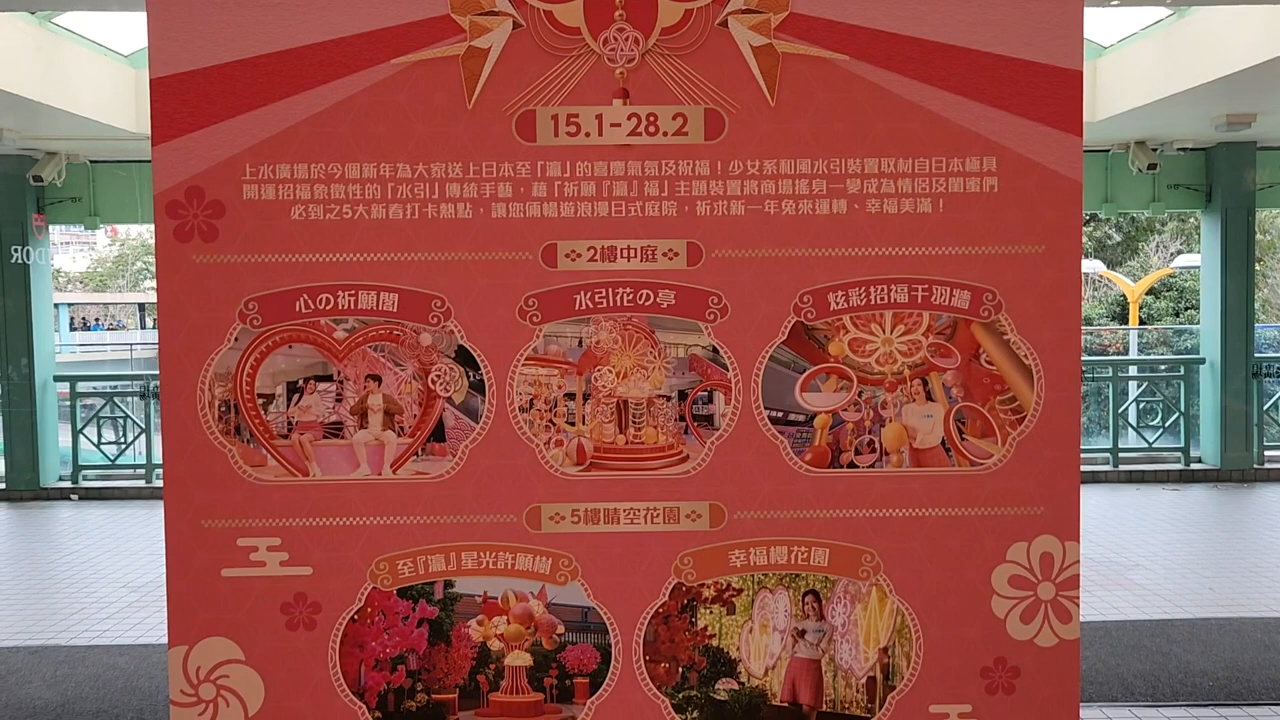 15.1-28.2
上水廣場於今個新年為大家送上日本至「瀛」的喜慶氣氛及祝福！少女系和風水引裝置取材自日本極具
開運招福象徵性的「水引」傳統手藝，藉「祈願『瀛』福」主題裝置將商場搖身一變成為情侶及閨蜜們
必到之5大新春打卡熱點，讓您倆暢遊浪漫日式庭院，祈求新一年兔來運轉、幸福美滿！
2樓中庭
心の祈願閣
水引花の亭
炫彩招福千羽牆
5樓晴空花園
至『瀛』星光許願樹
幸福櫻花園